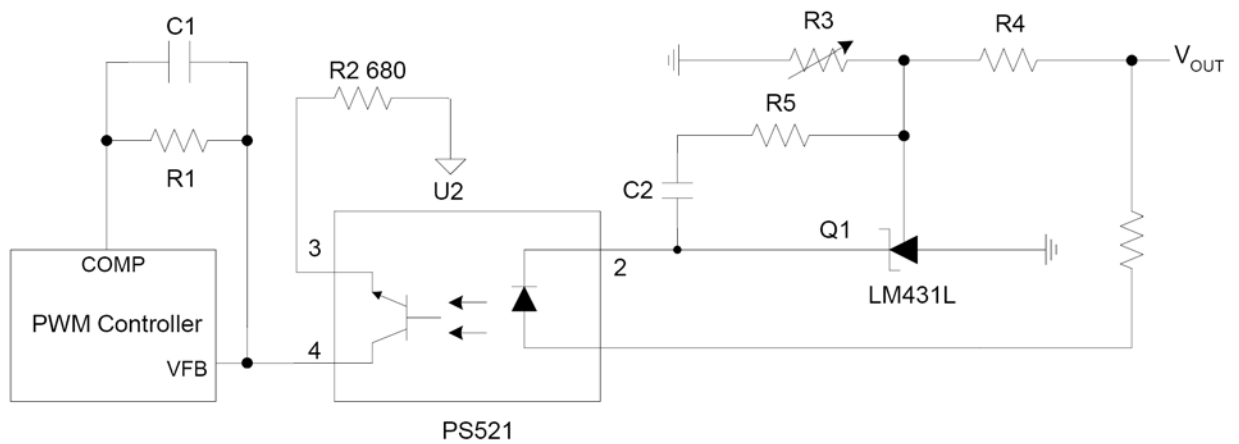 C1
R1
R2 680
U2
R3
R4
V_OUT
R5
C2
Q1
LM431L
3
4
2
COMP
PWM Controller
VFB
PS521